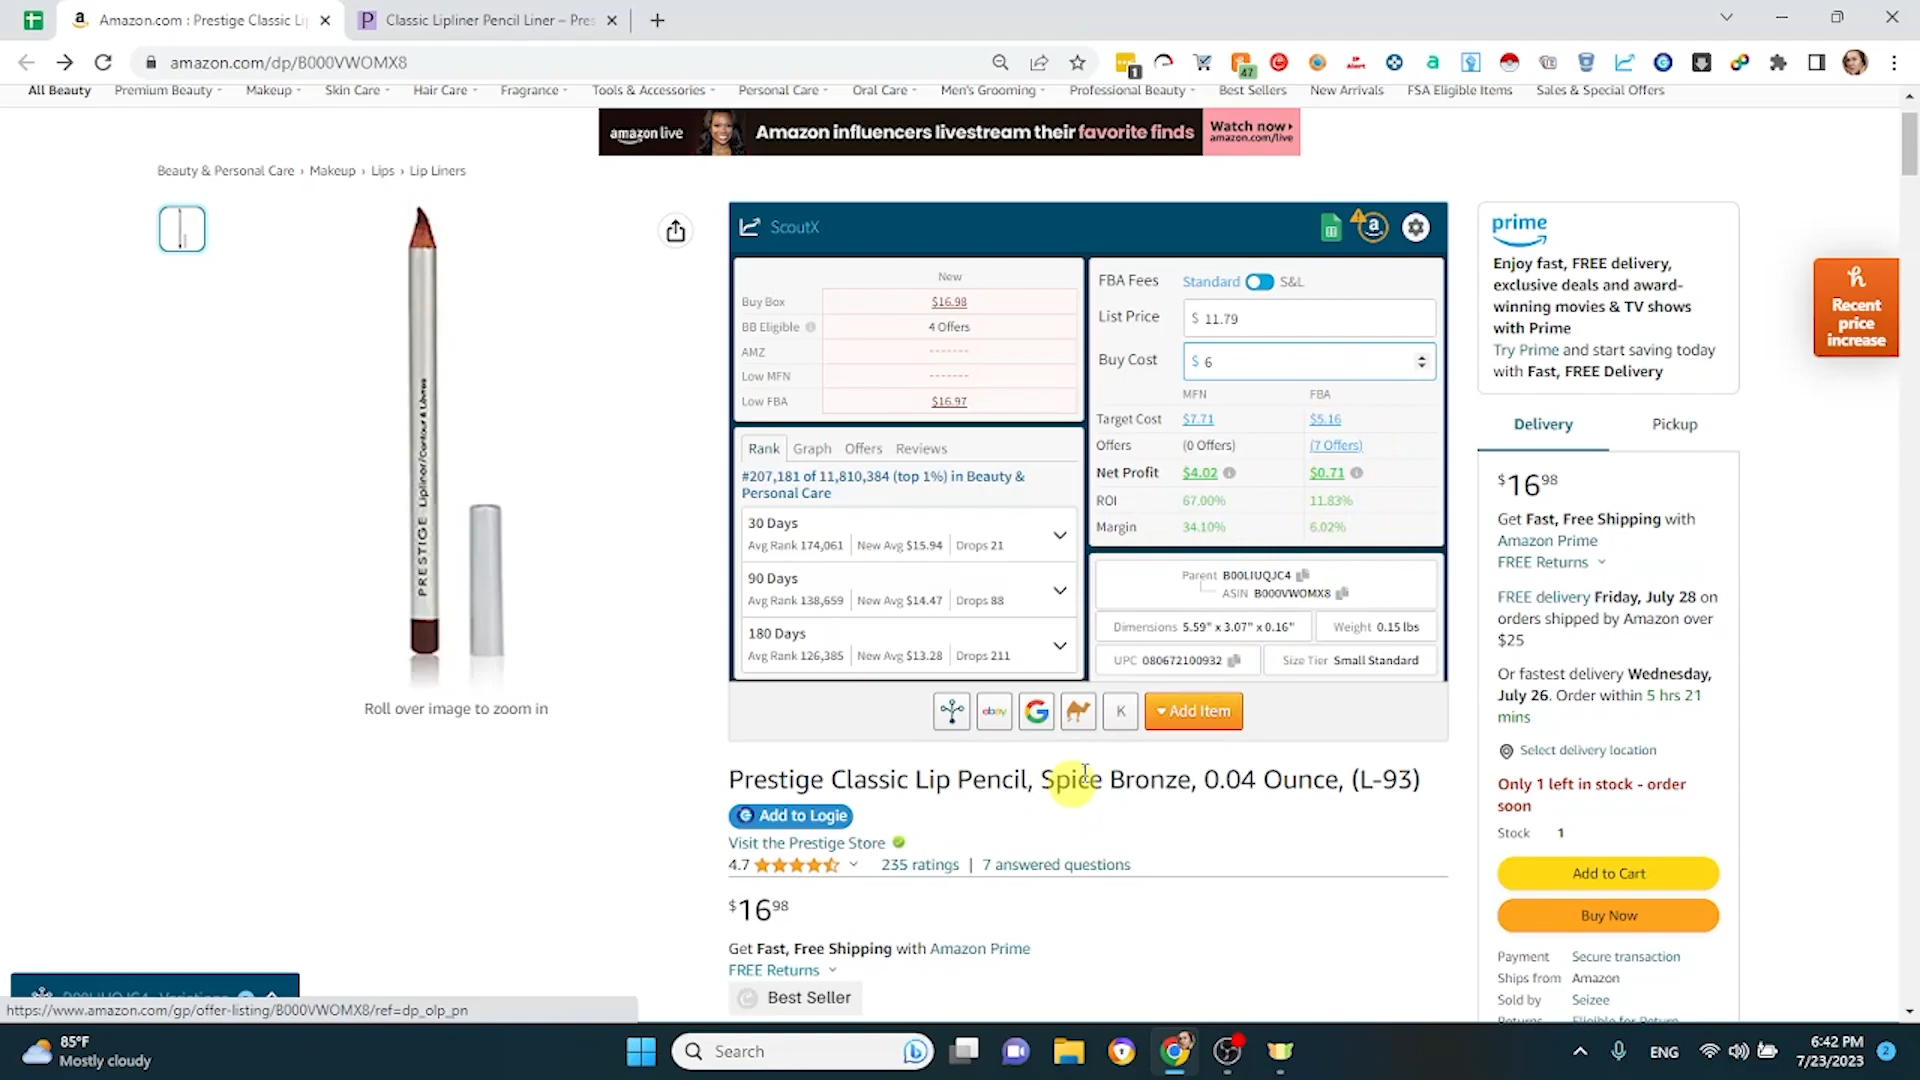 Amazon.com : Prestige Classic Li
Classic Lipliner Pencil Liner – Pres
amazon.com/dp/B000VWOMX8
1
47
All Beauty
Premium Beauty
Makeup
Skin Care
Hair Care
Fragrance
Tools & Accessories
Personal Care
Oral Care
Men's Grooming
Professional Beauty
Best Sellers
New Arrivals
FSA Eligible Items
Sales & Special Offers
amazon live
Amazon influencers livestream their favorite finds
Watch now
amazon.com/live
Beauty & Personal Care › Makeup › Lips › Lip Liners
PRESTIGE Lipliner/Contour á Lèvres
Roll over image to zoom in
ScoutX
New
Buy Box $16.98
BB Eligible 4 Offers
AMZ -------
Low MFN -------
Low FBA $16.97
Rank Graph Offers Reviews
#207,181 of 11,810,384 (top 1%) in Beauty &
Personal Care
30 Days
Avg Rank 174,061 New Avg $15.94 Drops 21
90 Days
Avg Rank 138,659 New Avg $14.47 Drops 88
180 Days
Avg Rank 126,385 New Avg $13.28 Drops 211
FBA Fees Standard S&L
List Price $ 11.79
Buy Cost $ 6
MFN FBA
Target Cost $7.71 $5.16
Offers (0 Offers) (7 Offers)
Net Profit $4.02 $0.71
ROI 67.00% 11.83%
Margin 34.10% 6.02%
Parent B00LIUQJC4
ASIN B000VWOMX8
Dimensions 5.59" x 3.07" x 0.16" Weight 0.15 lbs
UPC 080672100932 Size Tier Small Standard
ebay
G
K
Add Item
Prestige Classic Lip Pencil, Spice Bronze, 0.04 Ounce, (L-93)
Add to Logie
Visit the Prestige Store
4.7 235 ratings | 7 answered questions
$16 98
Get Fast, Free Shipping with Amazon Prime
FREE Returns
Best Seller
prime
Enjoy fast, FREE delivery,
exclusive deals and award-
winning movies & TV shows
with Prime
Try Prime and start saving today
with Fast, FREE Delivery
Delivery Pickup
$16 98
Get Fast, Free Shipping with
Amazon Prime
FREE Returns
FREE delivery Friday, July 28 on
orders shipped by Amazon over
$25
Or fastest delivery Wednesday,
July 26. Order within 5 hrs 21
mins
Select delivery location
Only 1 left in stock - order
soon
Stock 1
Add to Cart
Buy Now
Payment Secure transaction
Ships from Amazon
Sold by Seizee
Returns Eligible for Return,
h
Recent
price
increase
B00LIUQJC4 - Variations
https://www.amazon.com/gp/offer-listing/B000VWOMX8/ref=dp_olp_pn
85°F
Mostly cloudy
Search
ENG
6:42 PM
7/23/2023
2